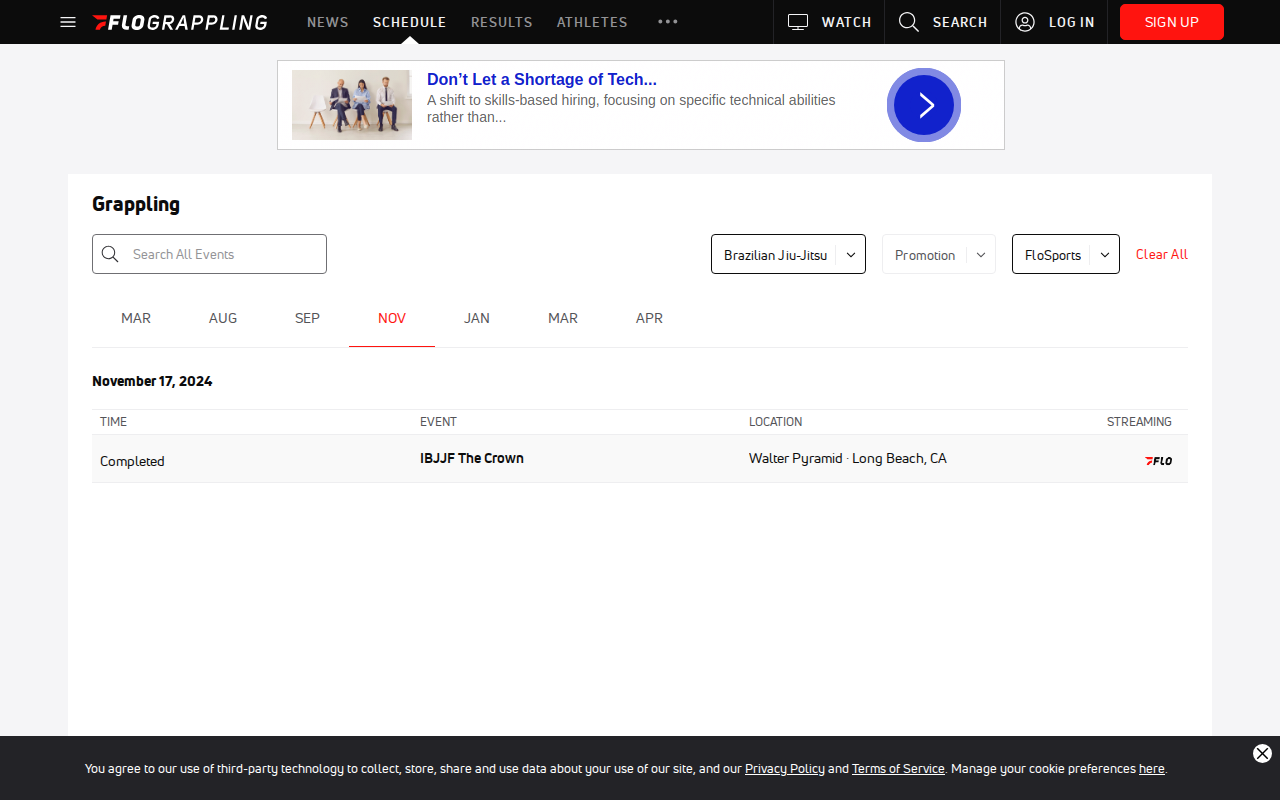 FLOGRAPPLING NEWS SCHEDULE RESULTS ATHLETES WATCH SEARCH LOG IN SIGN UP
Don't Let a Shortage of Tech...
A shift to skills-based hiring, focusing on specific technical abilities
rather than...
Grappling
Search All Events Brazilian Jiu-Jitsu Promotion FloSports Clear All
MAR AUG SEP NOV JAN MAR APR
November 17, 2024
TIME EVENT LOCATION STREAMING
Completed IBJJF The Crown Walter Pyramid · Long Beach, CA FLO
You agree to our use of third-party technology to collect, store, share and use data about your use of our site, and our Privacy Policy and Terms of Service. Manage your cookie preferences here.